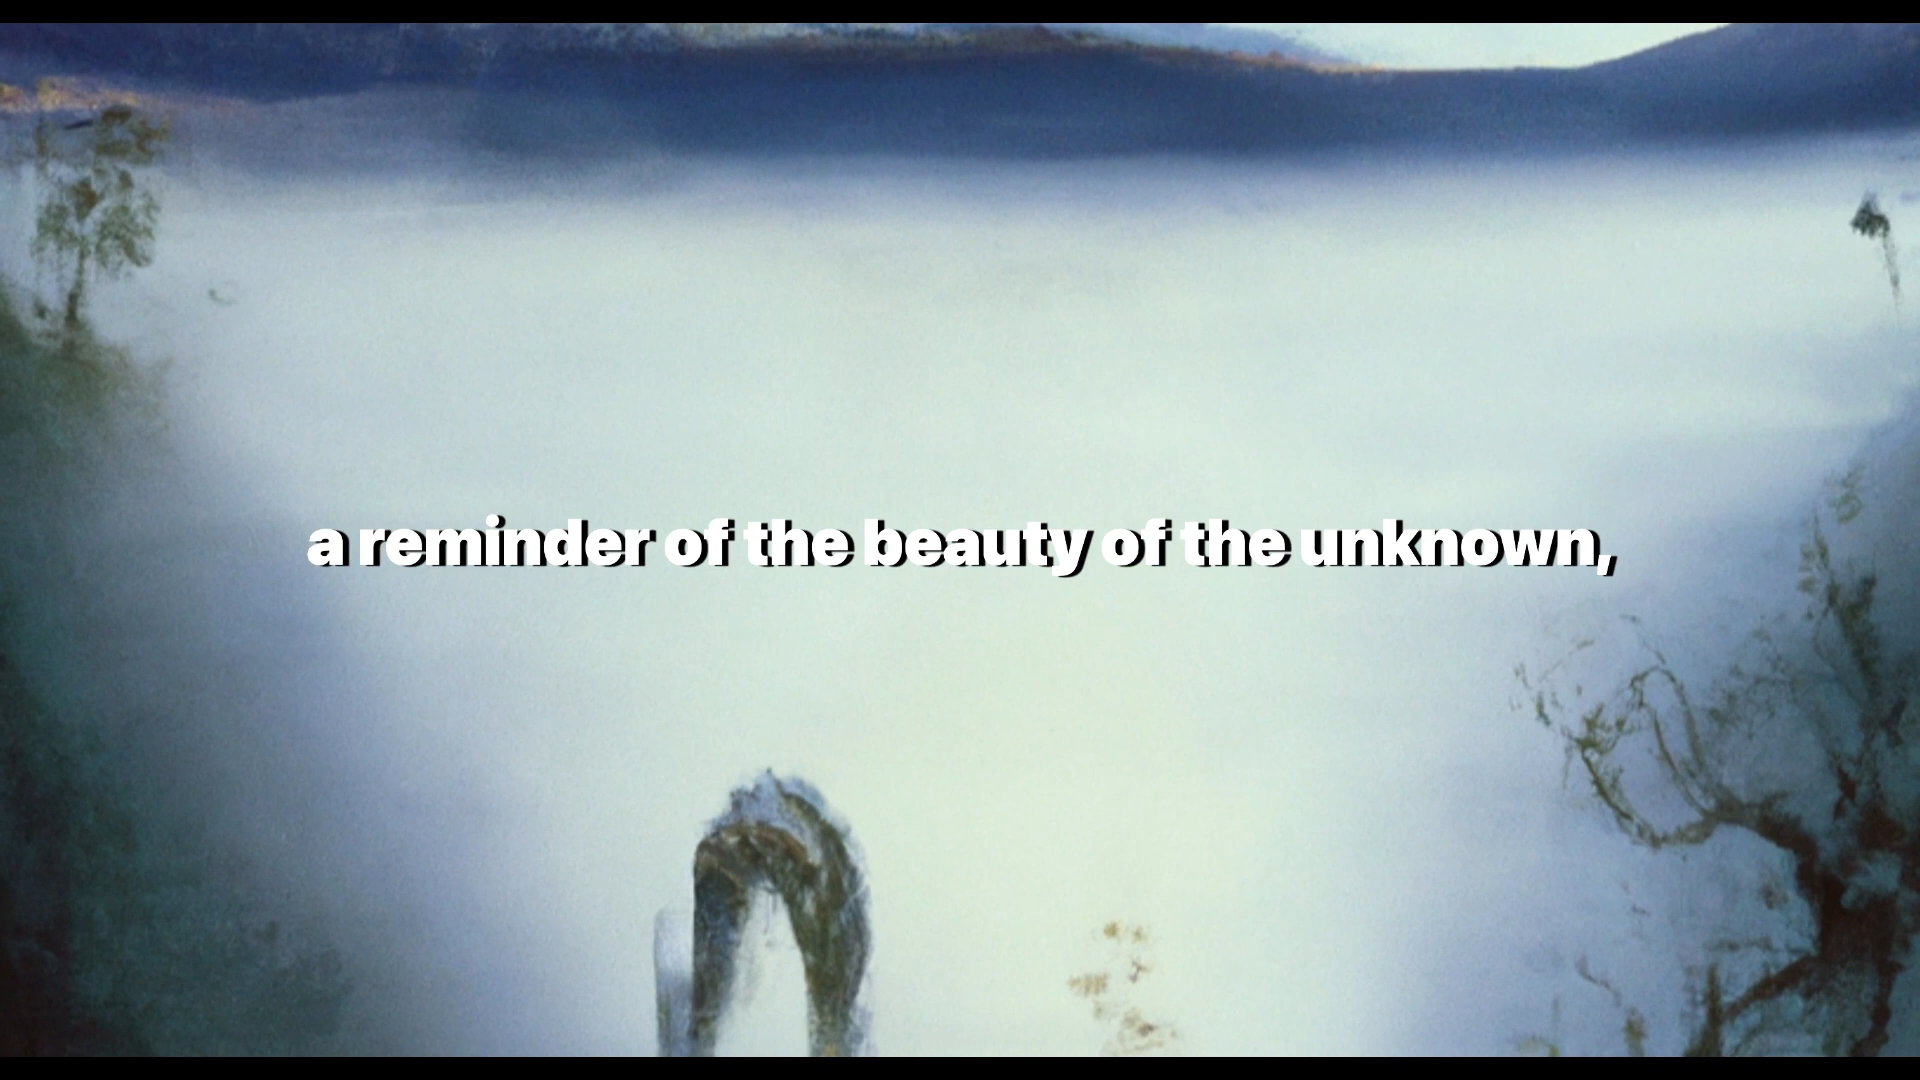 a reminder of the beauty of the unknown,